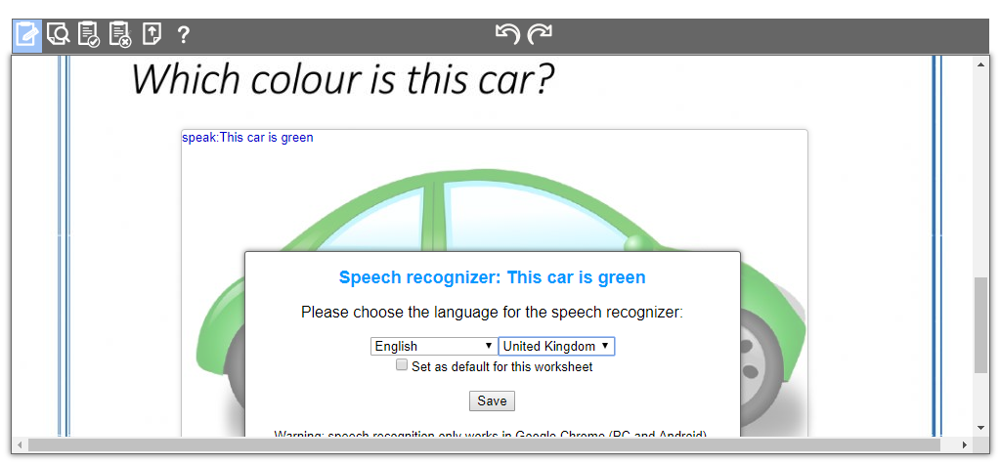 ?
Which colour is this car?
speak:This car is green
Speech recognizer: This car is green
Please choose the language for the speech recognizer:
English United Kingdom
Set as default for this worksheet
Save
Warning: speech recognition only works in Google Chrome (PC and Android)